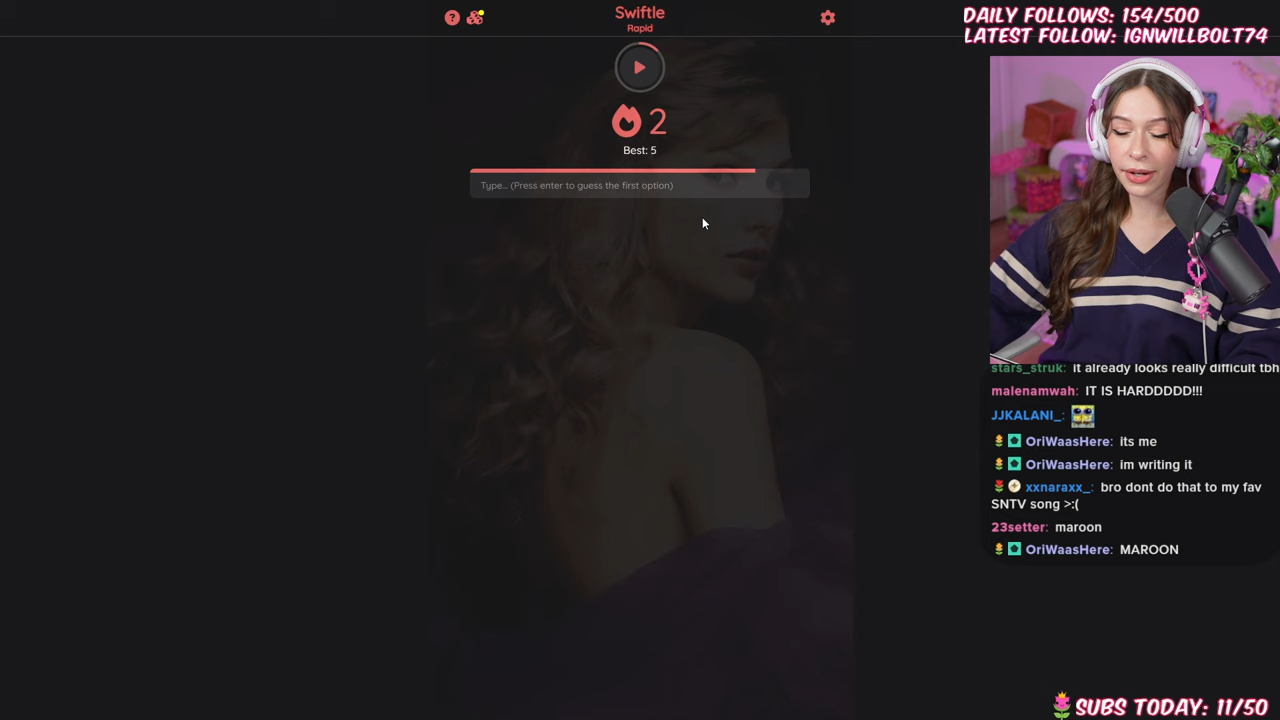 Swiftle
Rapid
2
Best: 5
Type... (Press enter to guess the first option)
DAILY FOLLOWS: 154/500
LATEST FOLLOW: IGNWILLBOLT74
stars_struk: it already looks really difficult tbh
malenamwah: IT IS HARDDDDD!!!
JJKALANI_:
OriWaasHere: its me
OriWaasHere: im writing it
xxnaraxx_: bro dont do that to my fav
SNTV song >:(
23setter: maroon
OriWaasHere: MAROON
SUBS TODAY: 11/50